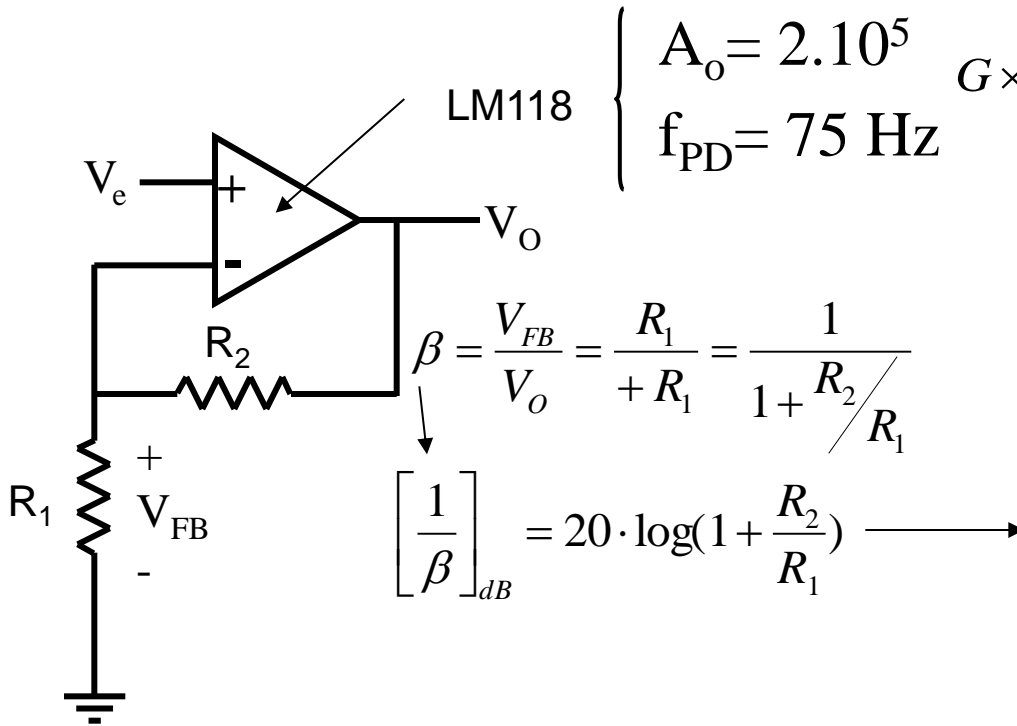 LM118
A_o = 2.10^5
f_PD = 75 Hz
G ×
V_e
+
-
V_O
R_2
β = V_FB / V_O = R_1 / + R_1 = 1 / 1 + R_2 / R_1
R_1
+
V_FB
-
[1 / β]_dB = 20 · log(1 + R_2 / R_1)